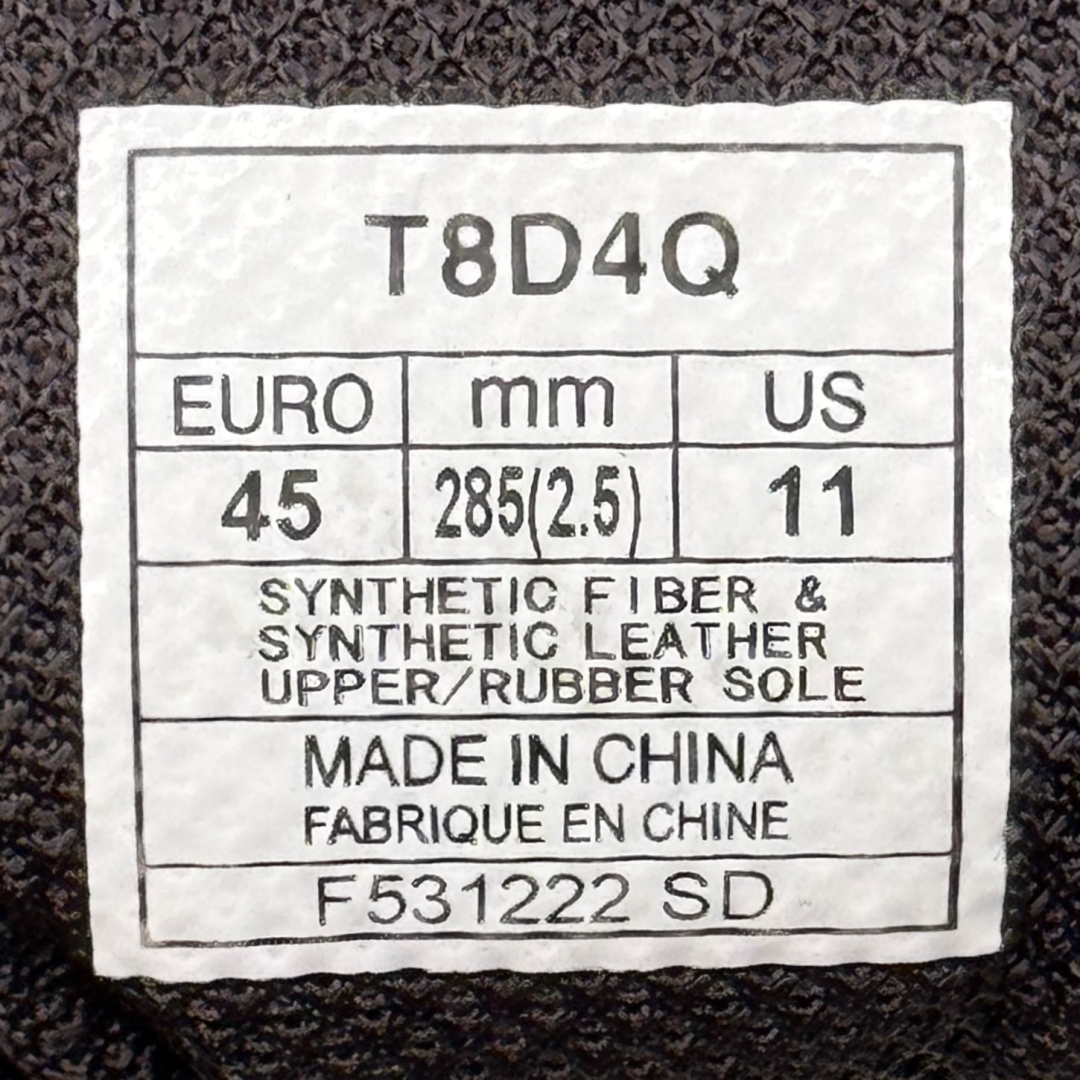 T8D4Q
EURO mm US
45 285(2.5) 11
SYNTHETIC FIBER &
SYNTHETIC LEATHER
UPPER/RUBBER SOLE
MADE IN CHINA
FABRIQUE EN CHINE
F531222 SD